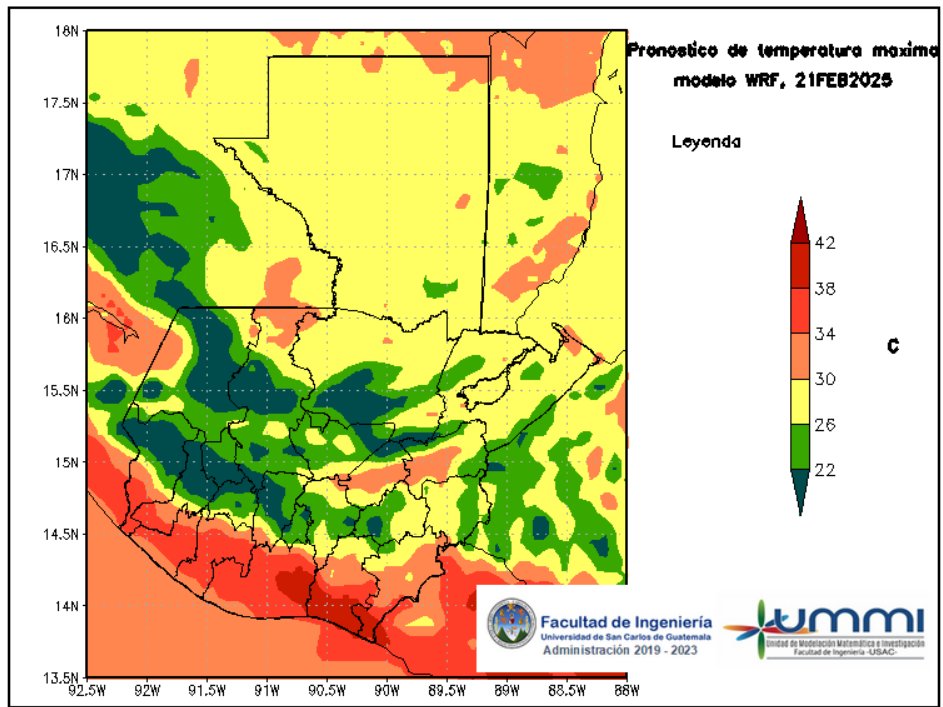 Pronostico de temperatura maxima
modelo WRF, 21FEB2025
Leyenda
42
38
34
30
26
22
C
18N
17.5N
17N
16.5N
16N
15.5N
15N
14.5N
14N
13.5N
92.5W 92W 91.5W 91W 90.5W 90W 89.5W 89W 88.5W 88W
Facultad de Ingeniería
Universidad de San Carlos de Guatemala
Administración 2019 - 2023
ummi
Unidad de Modelación Matemática e Investigación
Facultad de Ingeniería -USAC-